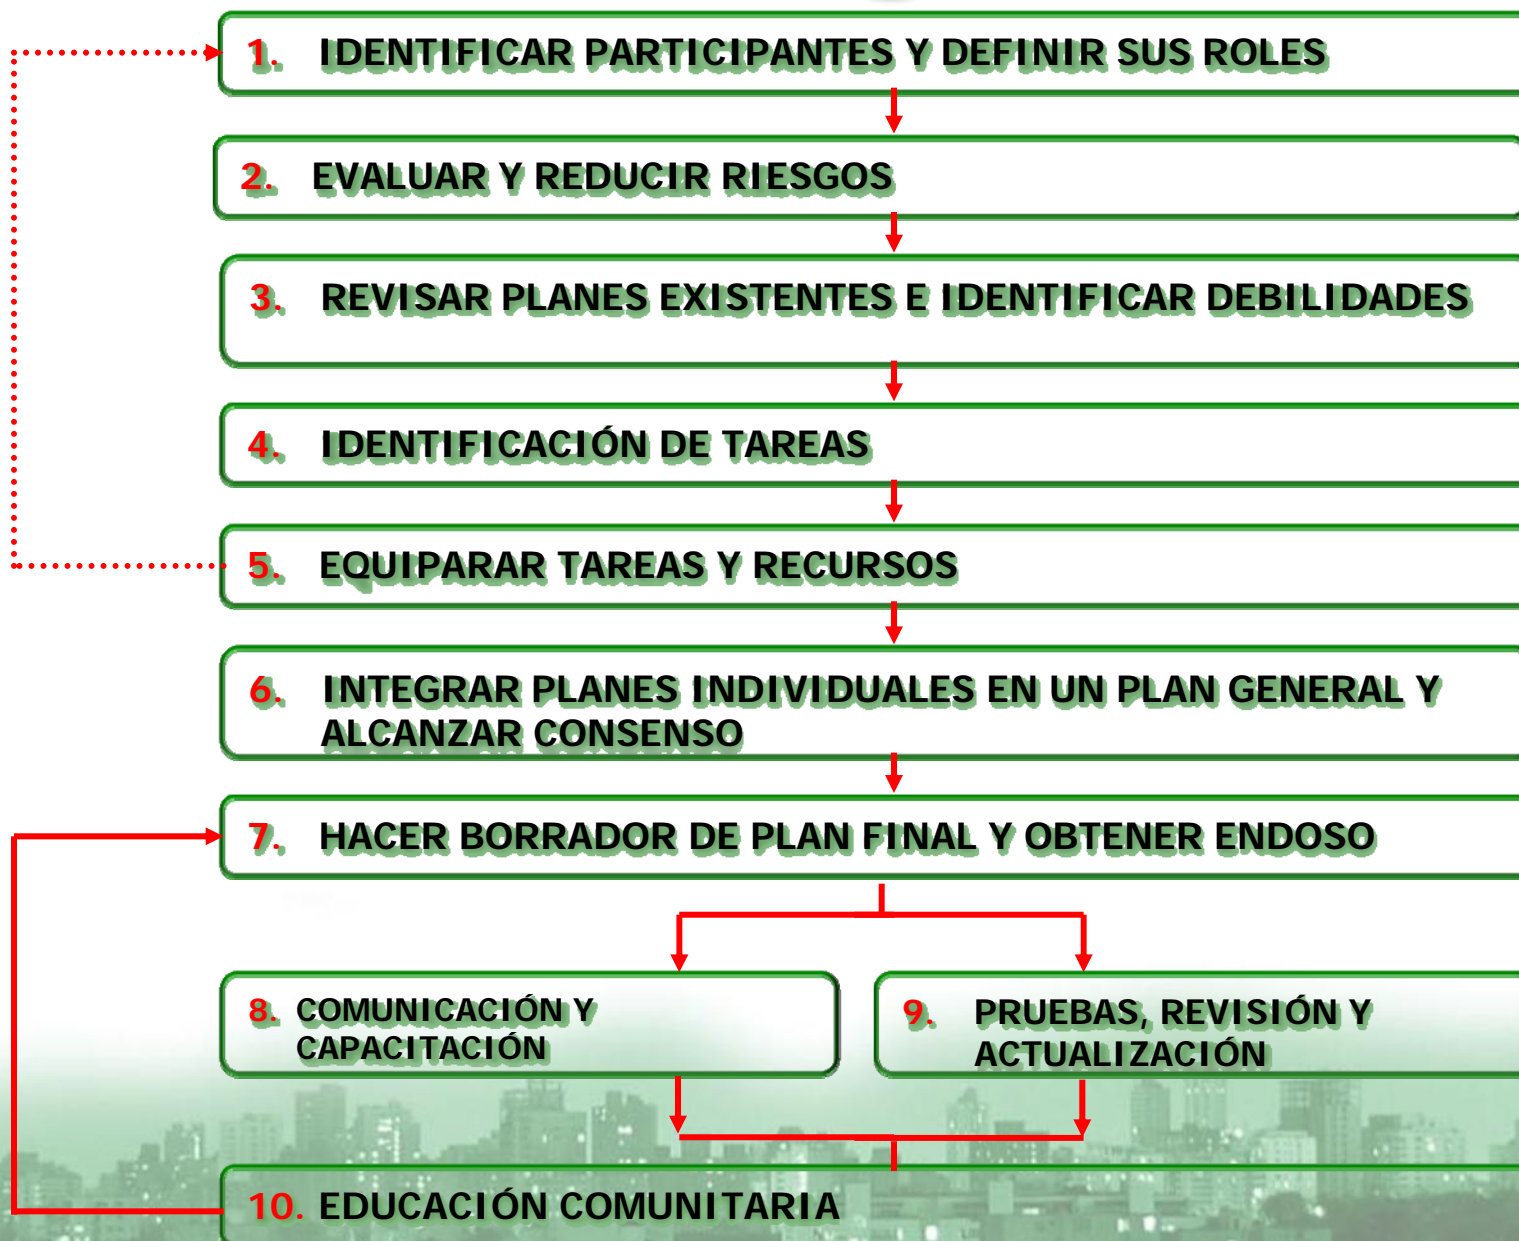 1. IDENTIFICAR PARTICIPANTES Y DEFINIR SUS ROLES
2. EVALUAR Y REDUCIR RIESGOS
3. REVISAR PLANES EXISTENTES E IDENTIFICAR DEBILIDADES
4. IDENTIFICACIÓN DE TAREAS
5. EQUIPARAR TAREAS Y RECURSOS
6. INTEGRAR PLANES INDIVIDUALES EN UN PLAN GENERAL Y
ALCANZAR CONSENSO
7. HACER BORRADOR DE PLAN FINAL Y OBTENER ENDOSO
8. COMUNICACIÓN Y
CAPACITACIÓN
9. PRUEBAS, REVISIÓN Y
ACTUALIZACIÓN
10. EDUCACIÓN COMUNITARIA